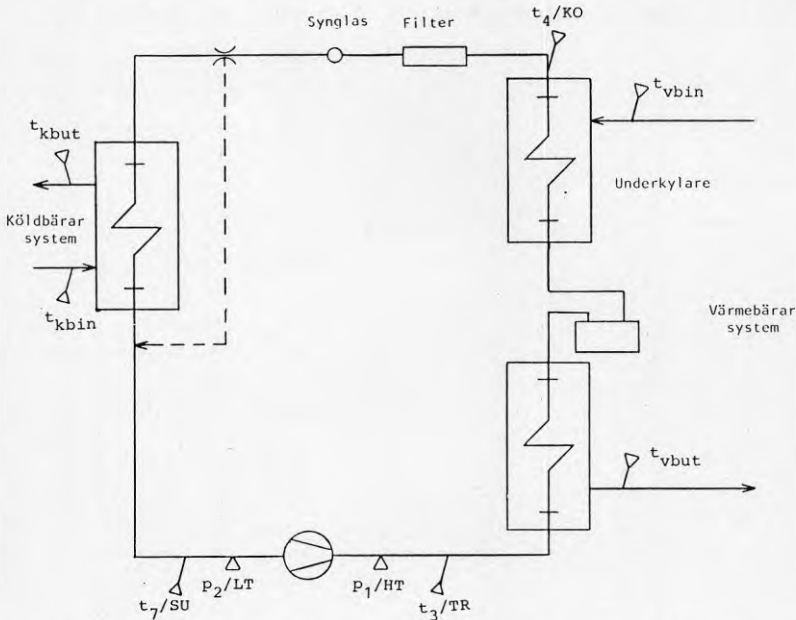 t4/KO
Synglas
Filter
tvbin
tkbut
Underkylare
Köldbärar
system
tkbin
Värmebärar
system
tvbut
p2/LT
p1/HT
t7/SU
t3/TR